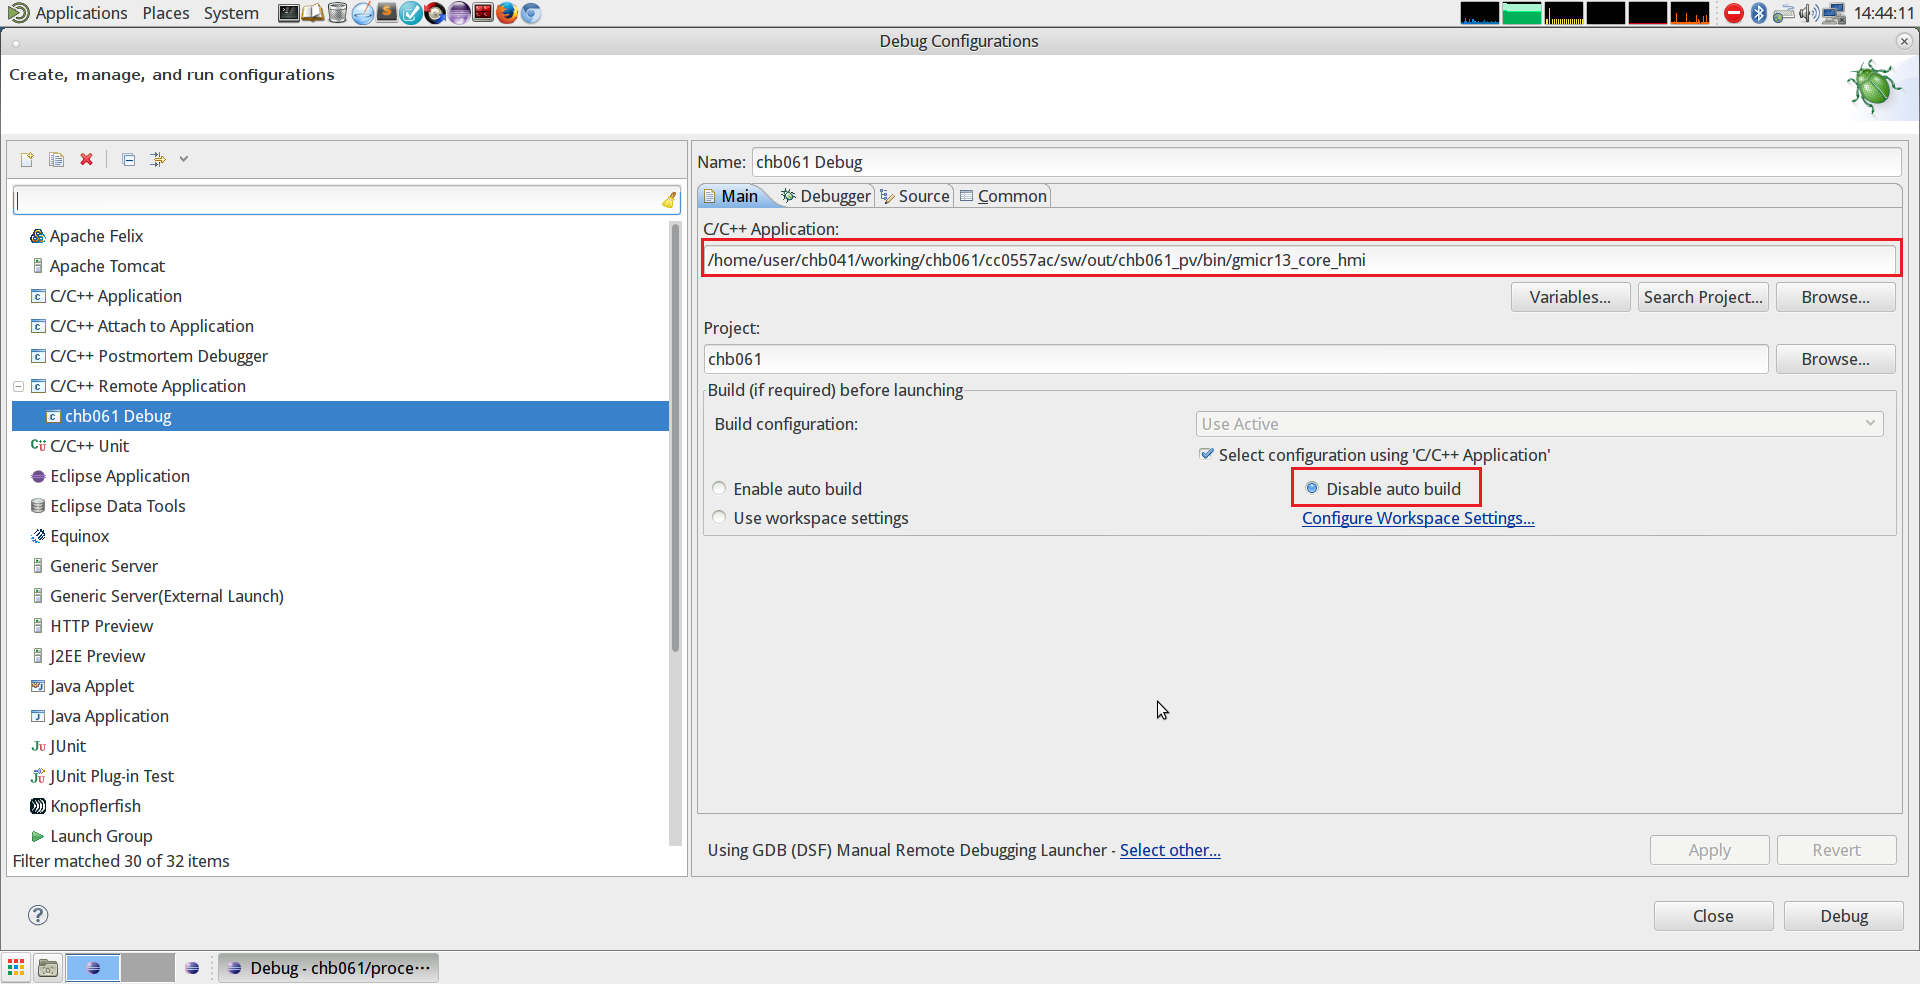 Applications Places System 14:44:11
Debug Configurations
Create, manage, and run configurations
Name: chb061 Debug
Main Debugger Source Common
C/C++ Application:
/home/user/chb041/working/chb061/cc0557ac/sw/out/chb061_pv/bin/gmicr13_core_hmi
Variables... Search Project... Browse...
Project:
chb061 Browse...
Build (if required) before launching
Build configuration: Use Active
Select configuration using 'C/C++ Application'
Enable auto build Disable auto build
Use workspace settings Configure Workspace Settings...
Apache Felix
Apache Tomcat
C/C++ Application
C/C++ Attach to Application
C/C++ Postmortem Debugger
C/C++ Remote Application
chb061 Debug
C/C++ Unit
Eclipse Application
Eclipse Data Tools
Equinox
Generic Server
Generic Server(External Launch)
HTTP Preview
J2EE Preview
Java Applet
Java Application
JUnit
JUnit Plug-in Test
Knopflerfish
Launch Group
Filter matched 30 of 32 items
Using GDB (DSF) Manual Remote Debugging Launcher - Select other...
Apply Revert
Close Debug
Debug - chb061/proce···